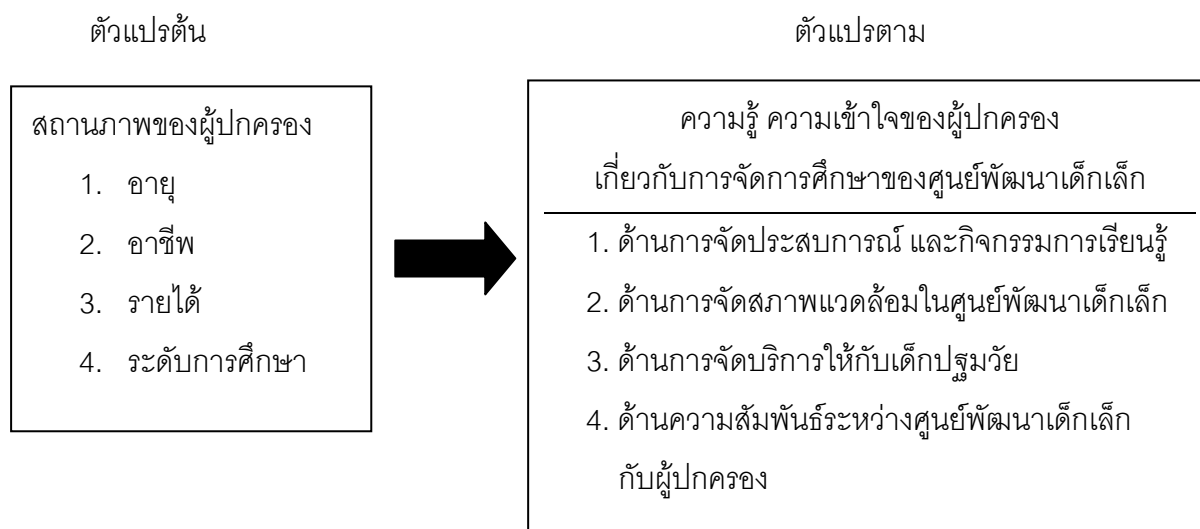 ตัวแปรต้น
ตัวแปรตาม
สถานภาพของผู้ปกครอง
1. อายุ
2. อาชีพ
3. รายได้
4. ระดับการศึกษา
ความรู้ ความเข้าใจของผู้ปกครอง
เกี่ยวกับการจัดการศึกษาของศูนย์พัฒนาเด็กเล็ก
1. ด้านการจัดประสบการณ์ และกิจกรรมการเรียนรู้
2. ด้านการจัดสภาพแวดล้อมในศูนย์พัฒนาเด็กเล็ก
3. ด้านการจัดบริการให้กับเด็กปฐมวัย
4. ด้านความสัมพันธ์ระหว่างศูนย์พัฒนาเด็กเล็ก
กับผู้ปกครอง